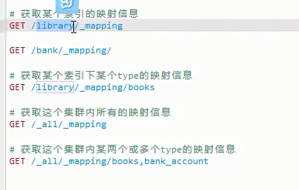 # 获取某个索引的映射信息
GET /library/_mapping
GET /bank/_mapping/
# 获取某个索引下某个type的映射信息
GET /library/_mapping/books
# 获取这个集群内所有的映射信息
GET /_all/_mapping
# 获取这个集群内某两个或多个type的映射信息
GET /_all/_mapping/books,bank_account